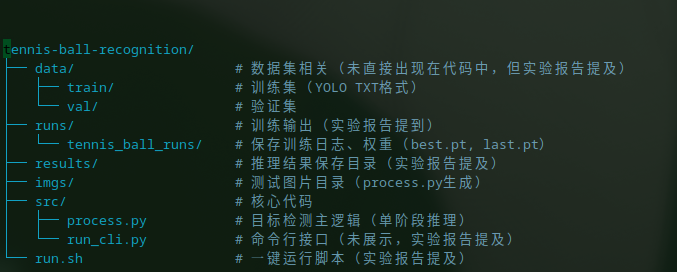 tennis-ball-recognition/
├── data/ # 数据集相关（未直接出现在代码中，但实验报告提及）
│   ├── train/ # 训练集（YOLO TXT格式）
│   └── val/ # 验证集
├── runs/ # 训练输出（实验报告提到）
│   └── tennis_ball_runs/ # 保存训练日志、权重（best.pt, last.pt）
├── results/ # 推理结果保存目录（实验报告提及）
├── imgs/ # 测试图片目录（process.py生成）
├── src/ # 核心代码
│   ├── process.py # 目标检测主逻辑（单阶段推理）
│   └── run_cli.py # 命令行接口（未展示，实验报告提及）
└── run.sh # 一键运行脚本（实验报告提及）